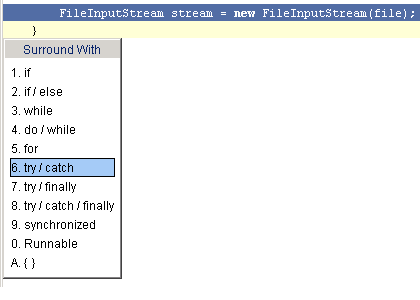 FileInputStream stream = new FileInputStream(file);
}
Surround With
1. if
2. if / else
3. while
4. do / while
5. for
6. try / catch
7. try / finally
8. try / catch / finally
9. synchronized
0. Runnable
A. { }